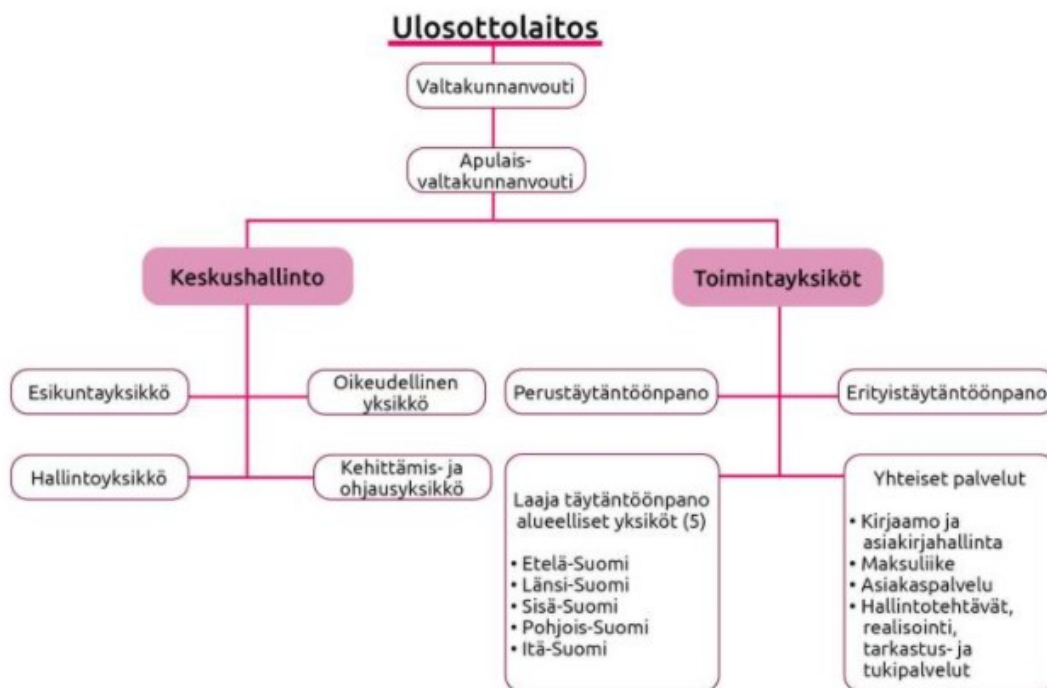 Ulosottolaitos
Valtakunnanvouti
Apulais-
valtakunnanvouti
Keskushallinto
Toimintayksiköt
Esikuntayksikkö
Oikeudellinen
yksikkö
Hallintoyksikkö
Kehittämis- ja
ohjausyksikkö
Perustäytäntöönpano
Erityistäytäntöönpano
Laaja täytäntöönpano
alueelliset yksiköt (5)
• Etelä-Suomi
• Länsi-Suomi
• Sisä-Suomi
• Pohjois-Suomi
• Itä-Suomi
Yhteiset palvelut
• Kirjaamo ja
asiakirjahallinta
• Maksuliike
• Asiakaspalvelu
• Hallintotehtävät,
realisointi,
tarkastus- ja
tukipalvelut